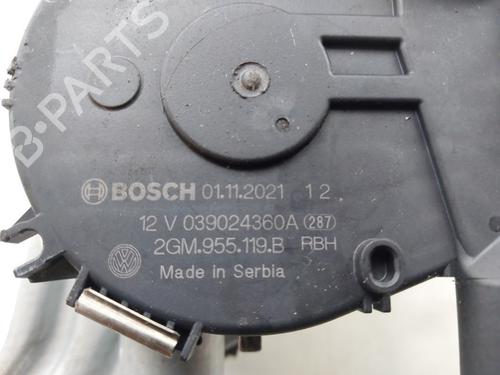 B-PARTS
BOSCH 01.11.2021 1 2
12 V 039024360A 287
2GM.955.119.B RBH
Made in Serbia